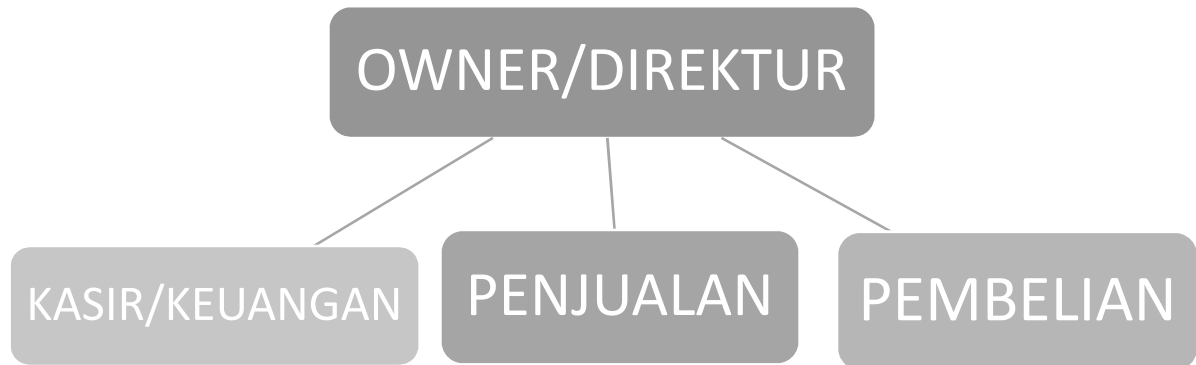 OWNER/DIREKTUR
KASIR/KEUANGAN
PENJUALAN
PEMBELIAN